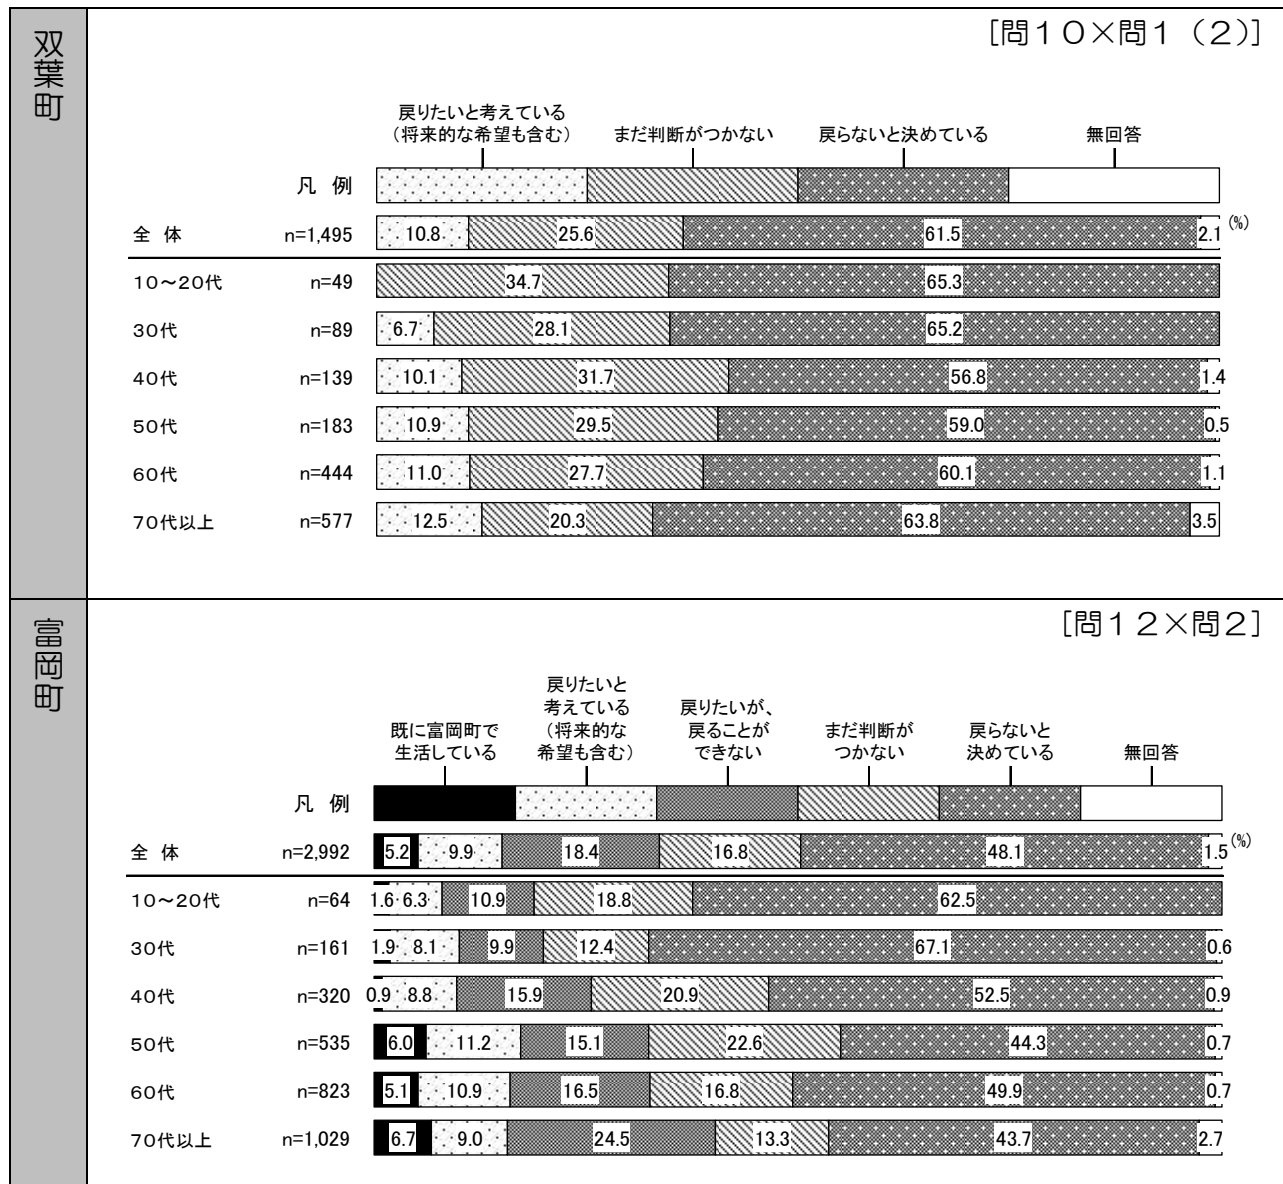 双葉町
[問１０×問１（２）]
戻りたいと考えている
（将来的な希望も含む）
まだ判断がつかない
戻らないと決めている
無回答
凡 例
全 体 n=1,495 10.8 25.6 61.5 2.1 (%)
10～20代 n=49 34.7 65.3
30代 n=89 6.7 28.1 65.2
40代 n=139 10.1 31.7 56.8 1.4
50代 n=183 10.9 29.5 59.0 0.5
60代 n=444 11.0 27.7 60.1 1.1
70代以上 n=577 12.5 20.3 63.8 3.5
富岡町
[問１２×問２]
既に富岡町で
生活している
戻りたいと
考えている
（将来的な
希望も含む）
戻りたいが、
戻ることが
できない
まだ判断が
つかない
戻らないと
決めている
無回答
凡 例
全 体 n=2,992 5.2 9.9 18.4 16.8 48.1 1.5 (%)
10～20代 n=64 1.6 6.3 10.9 18.8 62.5
30代 n=161 1.9 8.1 9.9 12.4 67.1 0.6
40代 n=320 0.9 8.8 15.9 20.9 52.5 0.9
50代 n=535 6.0 11.2 15.1 22.6 44.3 0.7
60代 n=823 5.1 10.9 16.5 16.8 49.9 0.7
70代以上 n=1,029 6.7 9.0 24.5 13.3 43.7 2.7